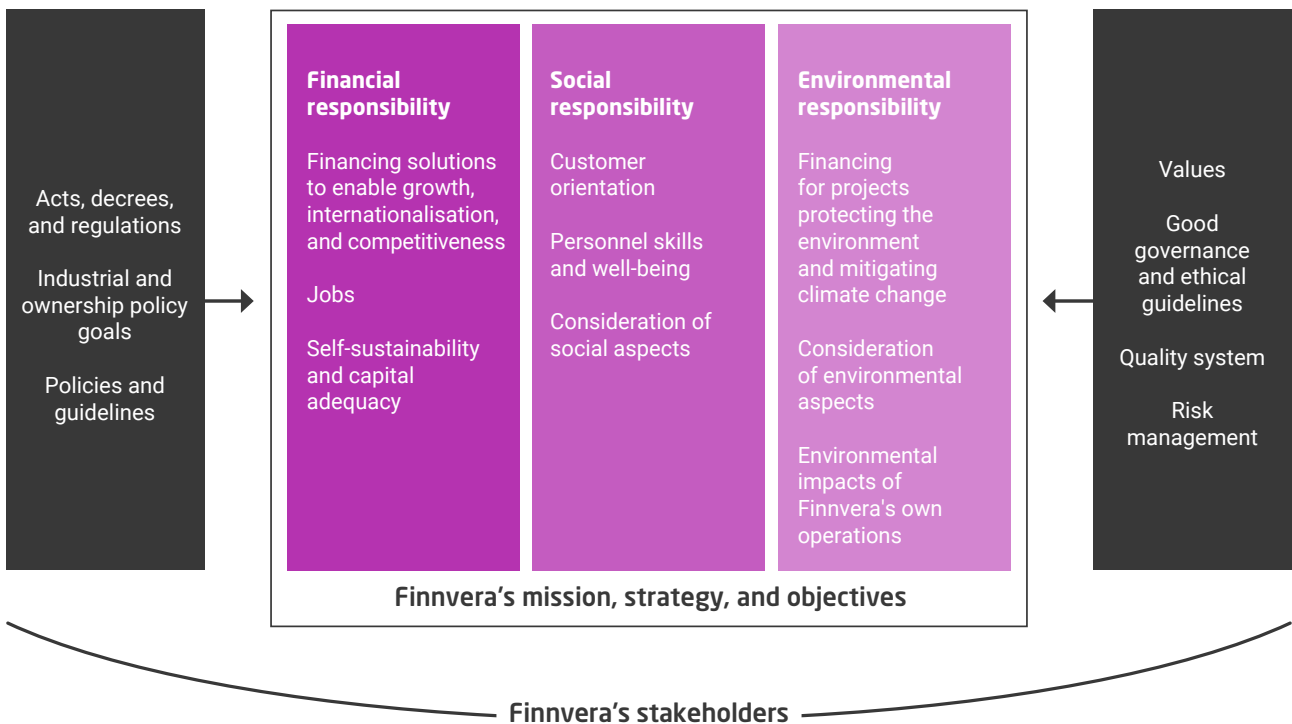 Acts, decrees,
and regulations
Industrial and
ownership policy
goals
Policies and
guidelines
Financial
responsibility
Financing solutions
to enable growth,
internationalisation,
and competitiveness
Jobs
Self-sustainability
and capital
adequacy
Social
responsibility
Customer
orientation
Personnel skills
and well-being
Consideration of
social aspects
Environmental
responsibility
Financing
for projects
protecting the
environment
and mitigating
climate change
Consideration
of environmental
aspects
Environmental
impacts of
Finnvera's own
operations
Finnvera's mission, strategy, and objectives
Values
Good
governance
and ethical
guidelines
Quality system
Risk
management
Finnvera's stakeholders